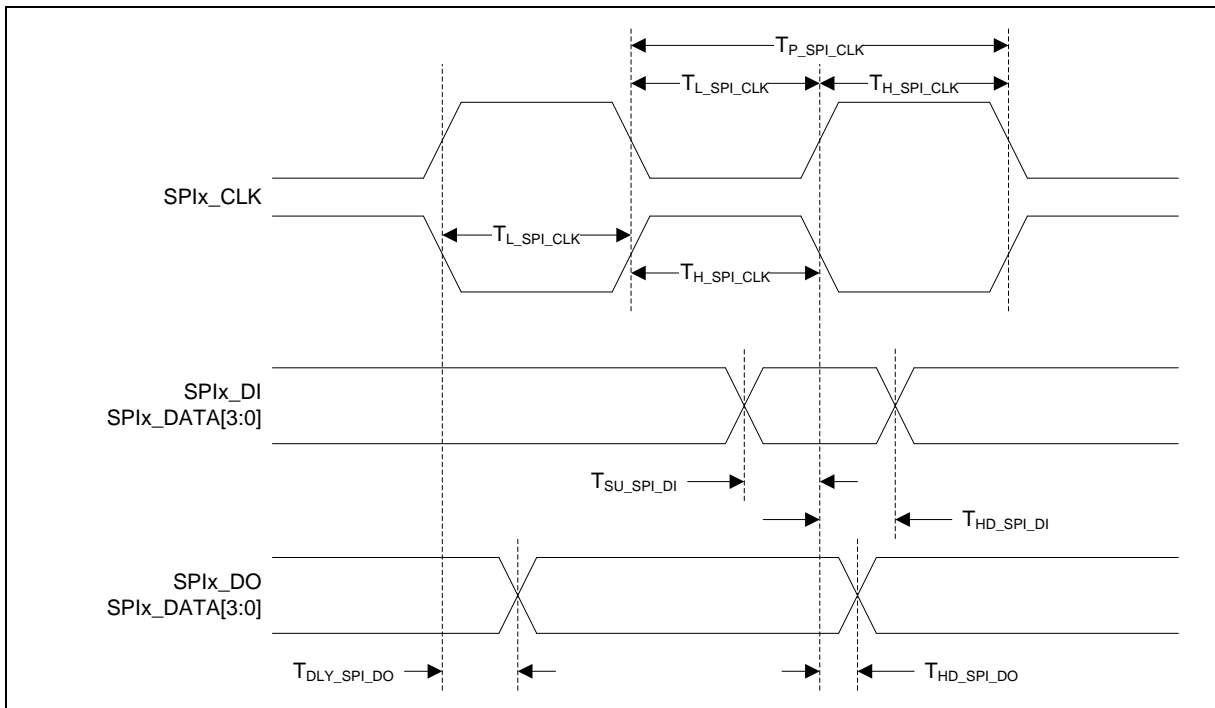 T_P_SPI_CLK
T_L_SPI_CLK T_H_SPI_CLK
SPIx_CLK
T_L_SPI_CLK
T_H_SPI_CLK
SPIx_DI
SPIx_DATA[3:0]
T_SU_SPI_DI
T_HD_SPI_DI
SPIx_DO
SPIx_DATA[3:0]
T_DLY_SPI_DO T_HD_SPI_DO